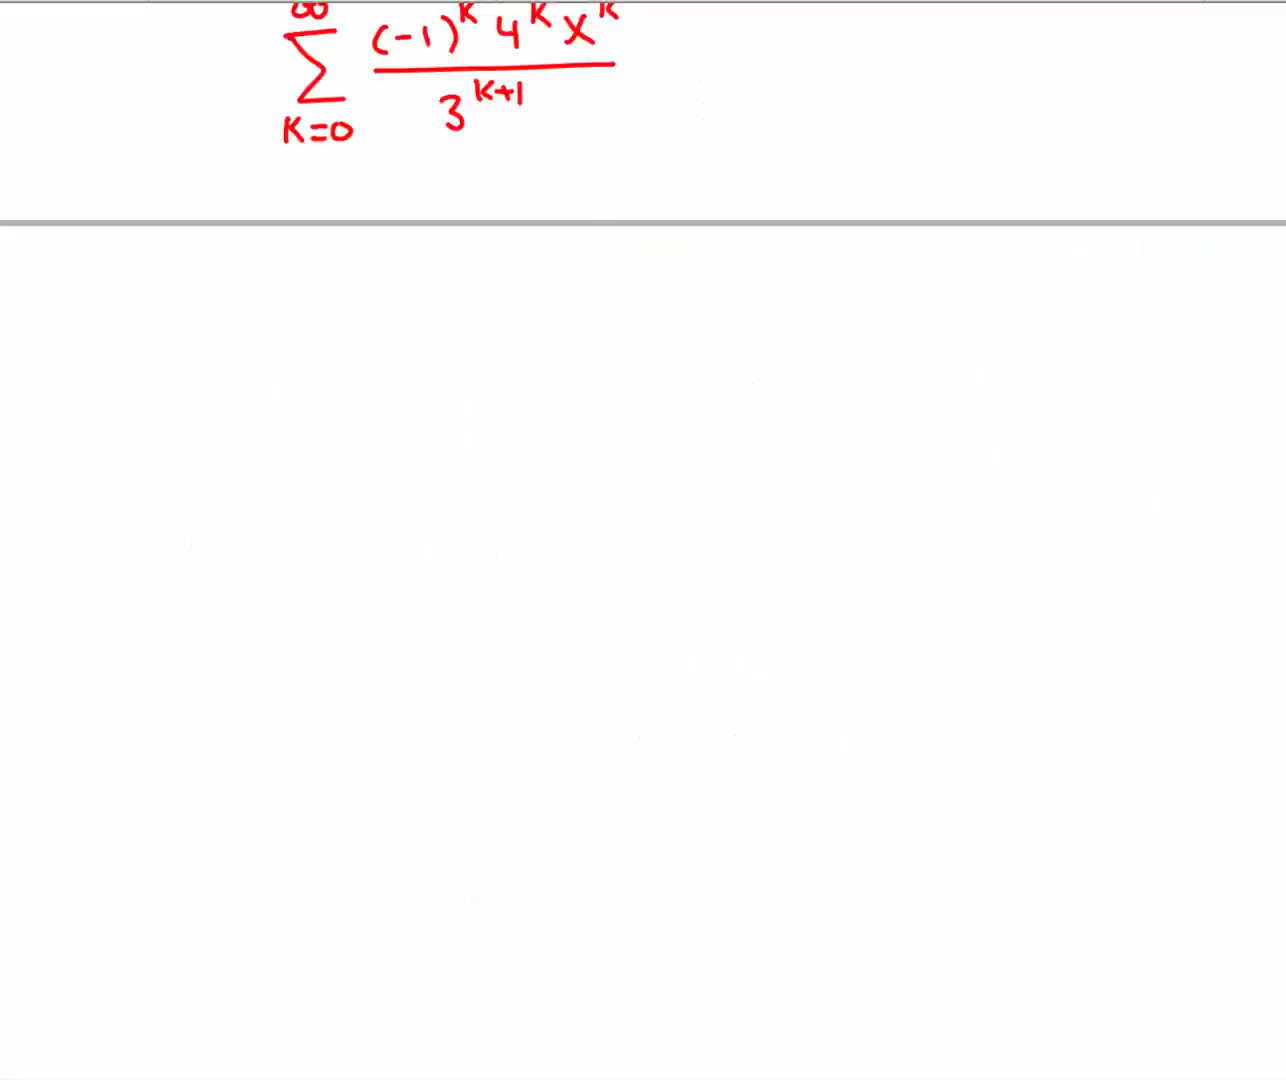 ∞
(-1)^K 4^K x^K
∑
3^{K+1}
K=0